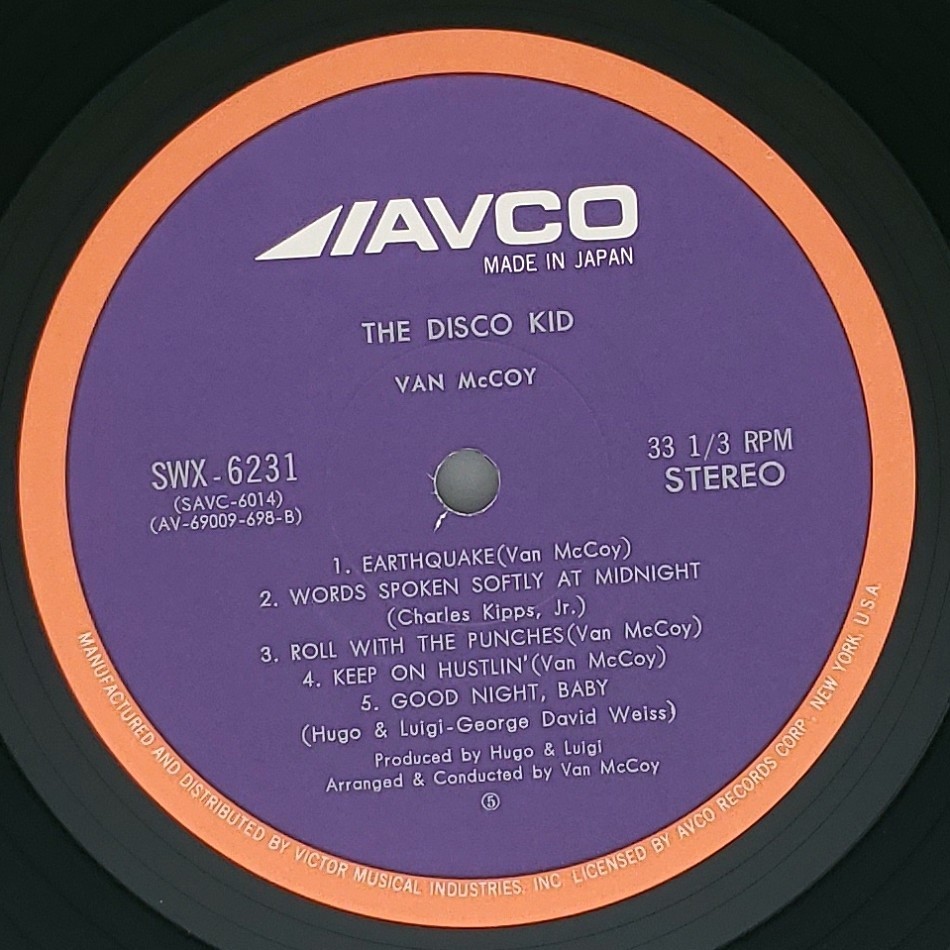 AVCO
MADE IN JAPAN
THE DISCO KID
VAN McCOY
SWX-6231
(SAVC-6014)
(AV-69009-698-B)
33 1/3 RPM
STEREO
1. EARTHQUAKE(Van McCoy)
2. WORDS SPOKEN SOFTLY AT MIDNIGHT
(Charles Kipps, Jr.)
3. ROLL WITH THE PUNCHES(Van McCoy)
4. KEEP ON HUSTLIN'(Van McCoy)
5. GOOD NIGHT, BABY
(Hugo & Luigi-George David Weiss)
Produced by Hugo & Luigi
Arranged & Conducted by Van McCoy
⑤
MANUFACTURED AND DISTRIBUTED BY VICTOR MUSICAL INDUSTRIES, INC. LICENSED BY AVCO RECORDS CORP., NEW YORK, U.S.A.